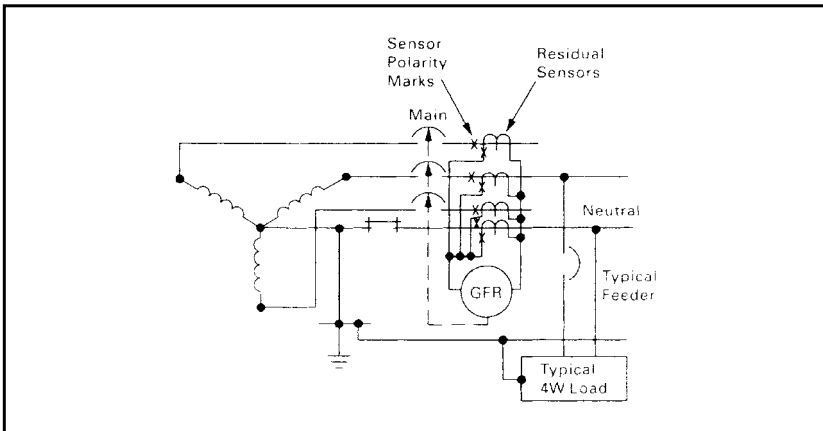 Sensor
Polarity
Marks
Residual
Sensors
Main
Neutral
GFR
Typical
Feeder
Typical
4W Load